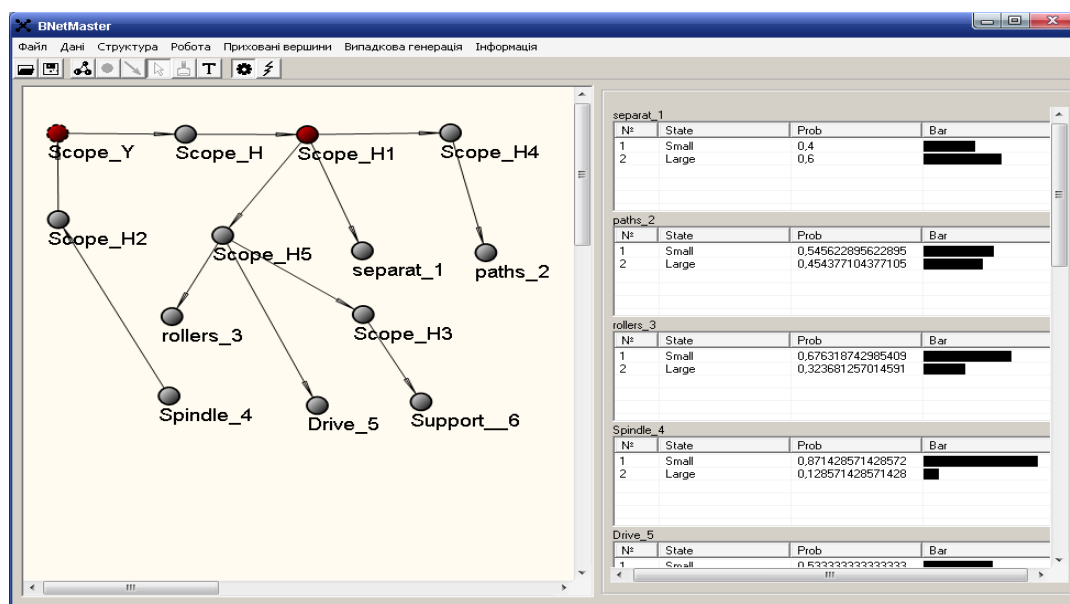 BNetMaster
Файл Дані Структура Робота Приховані вершини Випадкова генерація Інформація
T
Scope_Y
Scope_H
Scope_H1
Scope_H4
Scope_H2
Scope_H5
separat_1
paths_2
rollers_3
Scope_H3
Spindle_4
Drive_5
Support__6
separat_1
№ State Prob Bar
1 Small 0,4
2 Large 0,6
paths_2
№ State Prob Bar
1 Small 0,545622895622895
2 Large 0,454377104377105
rollers_3
№ State Prob Bar
1 Small 0,676318742985409
2 Large 0,323681257014591
Spindle_4
№ State Prob Bar
1 Small 0,871428571428572
2 Large 0,128571428571428
Drive_5
№ State Prob Bar
1 Small 0,533333333333333